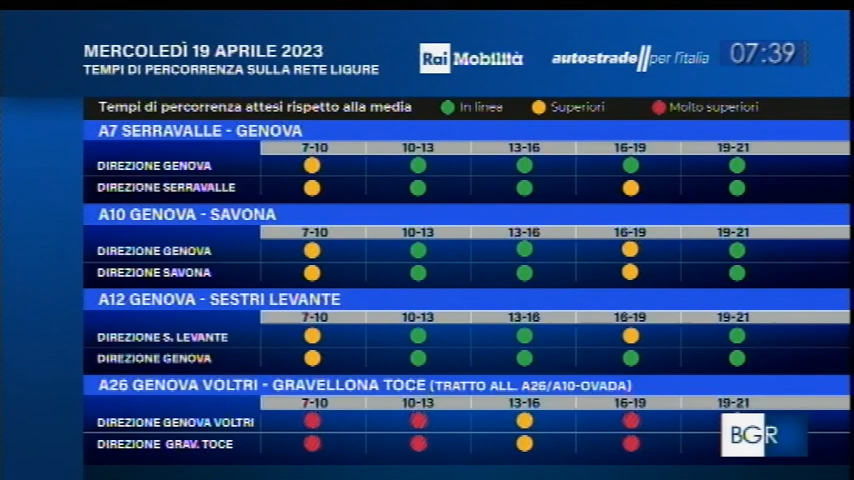 MERCOLEDÌ 19 APRILE 2023
TEMPI DI PERCORRENZA SULLA RETE LIGURE
Rai Mobilità
autostrade//per l'italia
07:39
Tempi di percorrenza attesi rispetto alla media In linea Superiori Molto superiori
A7 SERRAVALLE - GENOVA
7-10 10-13 13-16 16-19 19-21
DIREZIONE GENOVA
DIREZIONE SERRAVALLE
A10 GENOVA - SAVONA
7-10 10-13 13-16 16-19 19-21
DIREZIONE GENOVA
DIREZIONE SAVONA
A12 GENOVA - SESTRI LEVANTE
7-10 10-13 13-16 16-19 19-21
DIREZIONE S. LEVANTE
DIREZIONE GENOVA
A26 GENOVA VOLTRI - GRAVELLONA TOCE (TRATTO ALL. A26/A10-OVADA)
7-10 10-13 13-16 16-19 19-21
DIREZIONE GENOVA VOLTRI
DIREZIONE GRAV. TOCE
BGR